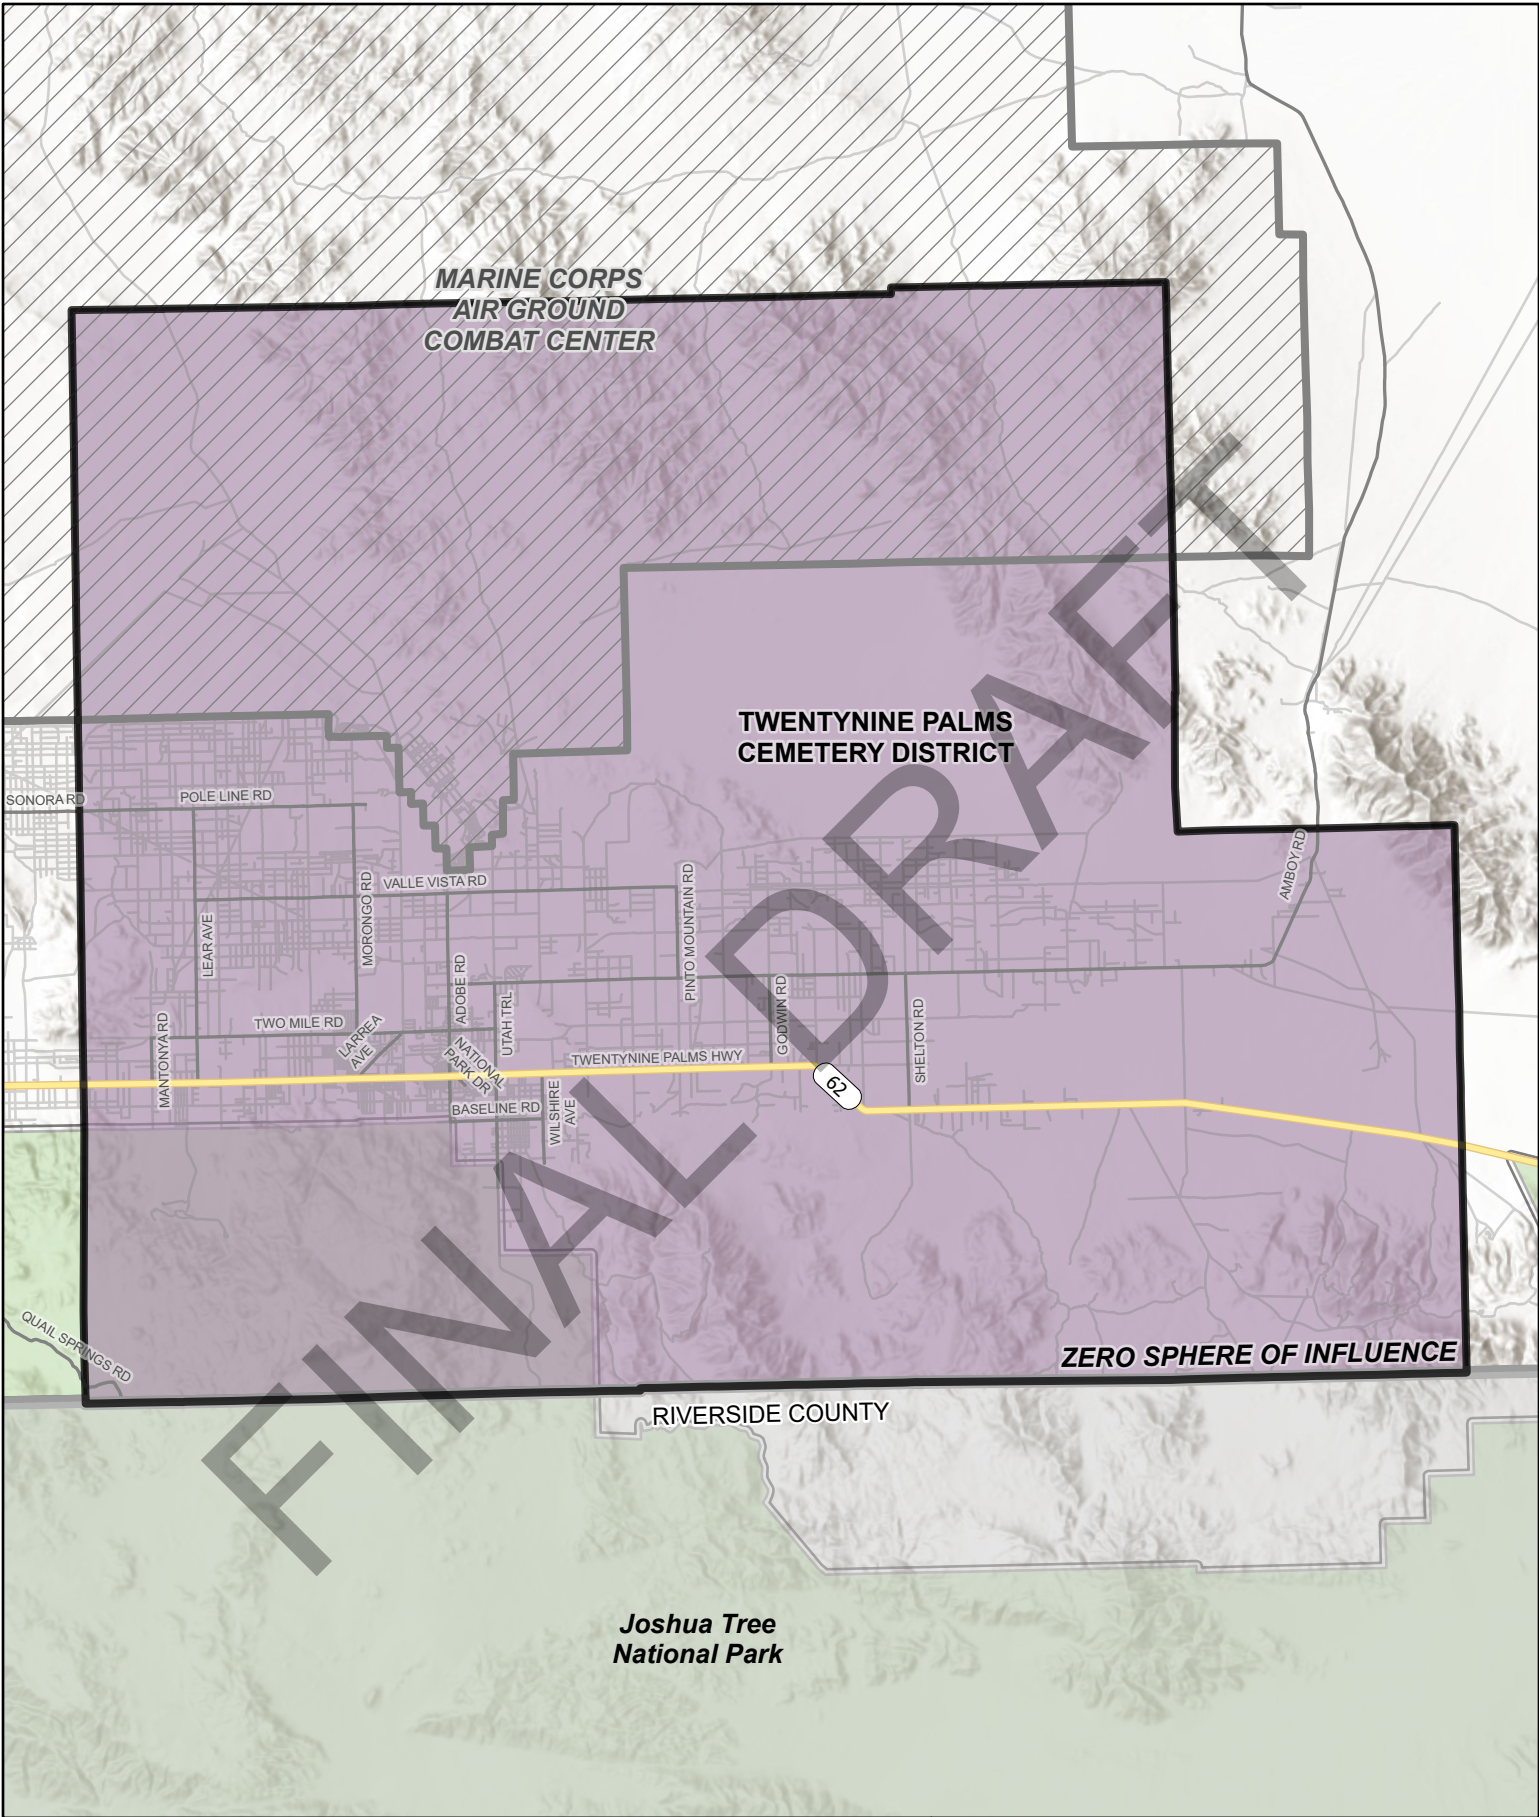 MARINE CORPS
AIR GROUND
COMBAT CENTER
TWENTYNINE PALMS
CEMETERY DISTRICT
SONORA RD
POLE LINE RD
AMBOY RD
VALLE VISTA RD
MORONGO RD
PINTO MOUNTAIN RD
LEAR AVE
ADOBE RD
UTAH TRL
GODWIN RD
SHELTON RD
MANTONYA RD
TWO MILE RD
LARREA
AVE
NATIONAL
PARK DR
TWENTYNINE PALMS HWY
62
BASELINE RD
WILSHIRE
AVE
QUAIL SPRINGS RD
ZERO SPHERE OF INFLUENCE
RIVERSIDE COUNTY
Joshua Tree
National Park
FINAL DRAFT